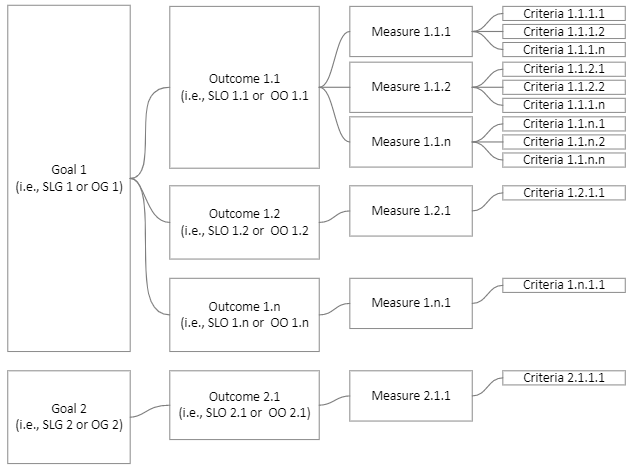 Goal 1
(i.e., SLG 1 or OG 1)
Outcome 1.1
(i.e., SLO 1.1 or  OO 1.1
Measure 1.1.1
Criteria 1.1.1.1
Criteria 1.1.1.2
Criteria 1.1.1.n
Measure 1.1.2
Criteria 1.1.2.1
Criteria 1.1.2.2
Criteria 1.1.1.n
Measure 1.1.n
Criteria 1.1.n.1
Criteria 1.1.n.2
Criteria 1.1.n.n
Outcome 1.2
(i.e., SLO 1.2 or  OO 1.2
Measure 1.2.1
Criteria 1.2.1.1
Outcome 1.n
(i.e., SLO 1.n or  OO 1.n
Measure 1.n.1
Criteria 1.n.1.1
Goal 2
(i.e., SLG 2 or OG 2)
Outcome 2.1
(i.e., SLO 2.1 or  OO 2.1)
Measure 2.1.1
Criteria 2.1.1.1